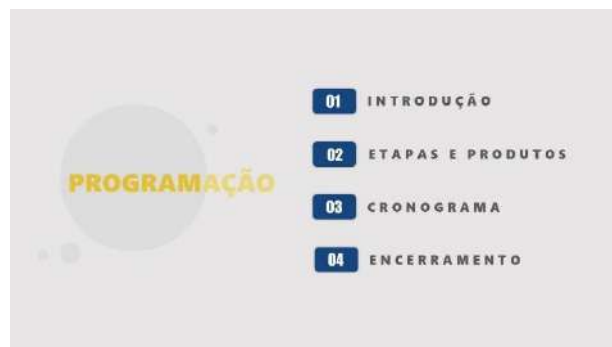 PROGRAMAÇÃO
01 INTRODUÇÃO
02 ETAPAS E PRODUTOS
03 CRONOGRAMA
04 ENCERRAMENTO